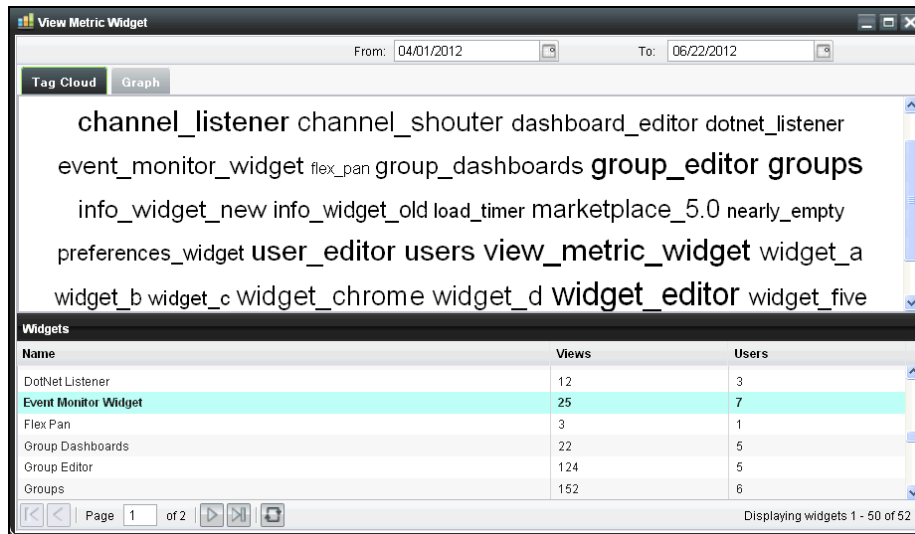 View Metric Widget
From: 04/01/2012 To: 06/22/2012
Tag Cloud Graph
channel_listener channel_shouter dashboard_editor dotnet_listener
event_monitor_widget flex_pan group_dashboards group_editor groups
info_widget_new info_widget_old load_timer marketplace_5.0 nearly_empty
preferences_widget user_editor users view_metric_widget widget_a
widget_b widget_c widget_chrome widget_d widget_editor widget_five
Widgets
Name Views Users
DotNet Listener 12 3
Event Monitor Widget 25 7
Flex Pan 3 1
Group Dashboards 22 5
Group Editor 124 5
Groups 152 6
Page 1 of 2 Displaying widgets 1 - 50 of 52